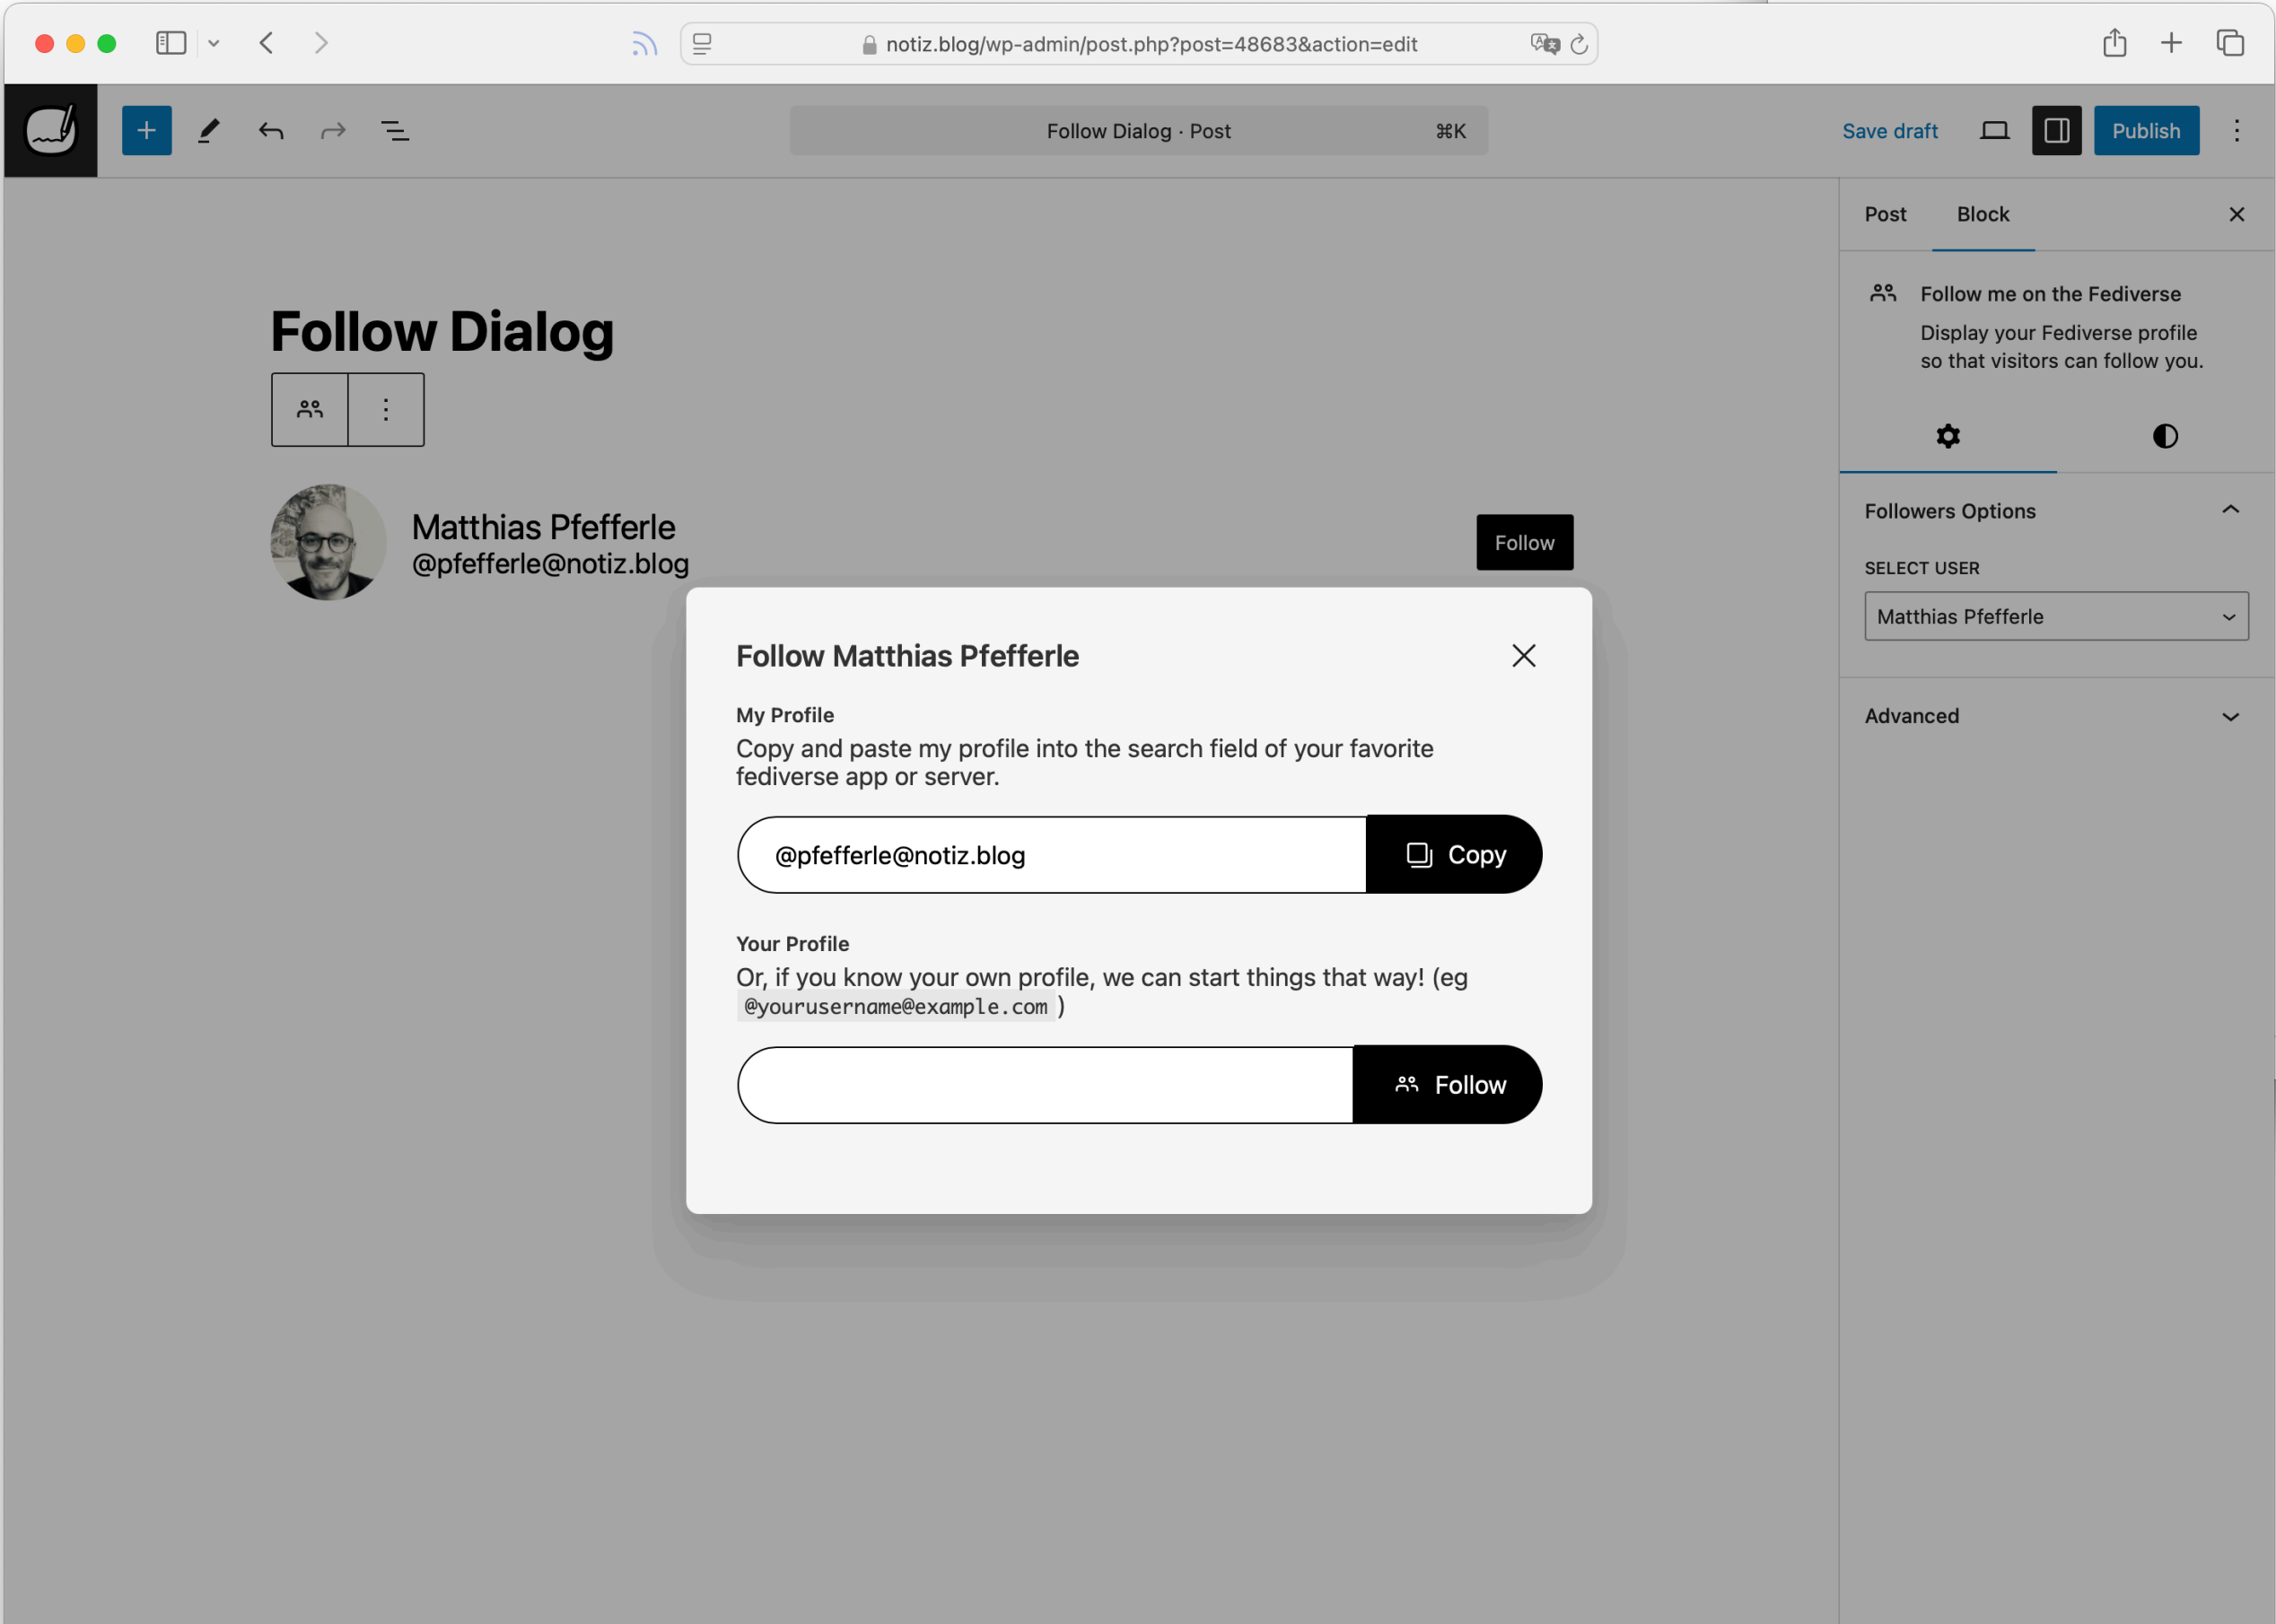 notiz.blog/wp-admin/post.php?post=48683&action=edit
Follow Dialog · Post
⌘K
Save draft
Publish
Post
Block
Follow me on the Fediverse
Display your Fediverse profile
so that visitors can follow you.
Followers Options
SELECT USER
Matthias Pfefferle
Advanced
Follow Dialog
Matthias Pfefferle
@pfefferle@notiz.blog
Follow
Follow Matthias Pfefferle
My Profile
Copy and paste my profile into the search field of your favorite
fediverse app or server.
@pfefferle@notiz.blog
Copy
Your Profile
Or, if you know your own profile, we can start things that way! (eg
@yourusername@example.com )
Follow